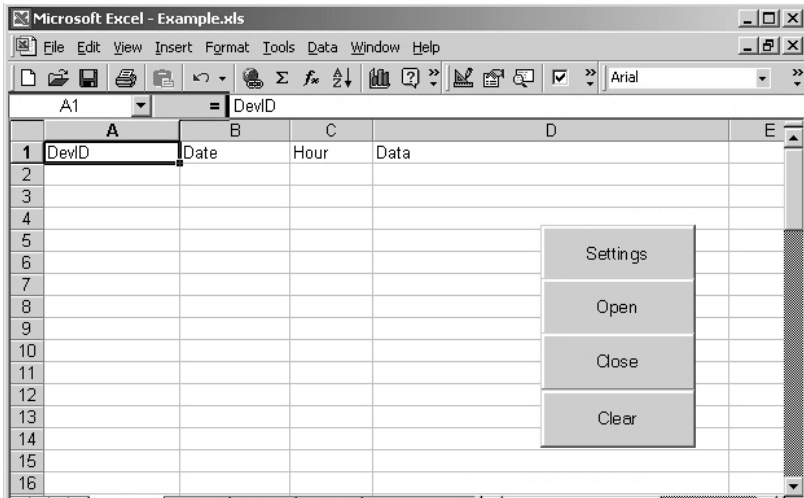 Microsoft Excel - Example.xls
File Edit View Insert Format Tools Data Window Help
Arial
A1 = DevID
A B C D E
1 DevID Date Hour Data
2
3
4
5
6
7
8
9
10
11
12
13
14
15
16
Settings
Open
Close
Clear